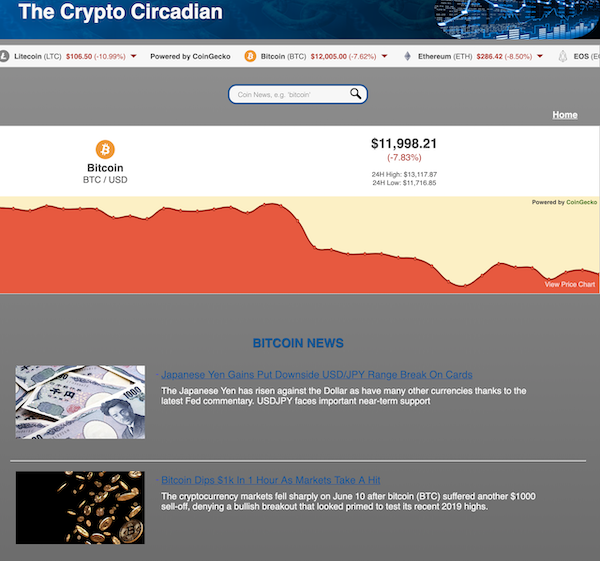 The Crypto Circadian
Litecoin (LTC) $106.50 (-10.99%) Powered by CoinGecko Bitcoin (BTC) $12,005.00 (-7.62%) Ethereum (ETH) $286.42 (-8.50%) EOS
Coin News, e.g. 'bitcoin'
Home
Bitcoin
BTC / USD
$11,998.21
(-7.83%)
24H High: $13,117.87
24H Low: $11,716.85
Powered by CoinGecko
View Price Chart
BITCOIN NEWS
Japanese Yen Gains Put Downside USD/JPY Range Break On Cards
The Japanese Yen has risen against the Dollar as have many other currencies thanks to the
latest Fed commentary. USDJPY faces important near-term support
1000
Bitcoin Dips $1k In 1 Hour As Markets Take A Hit
The cryptocurrency markets fell sharply on June 10 after bitcoin (BTC) suffered another $1000
sell-off, denying a bullish breakout that looked primed to test its recent 2019 highs.